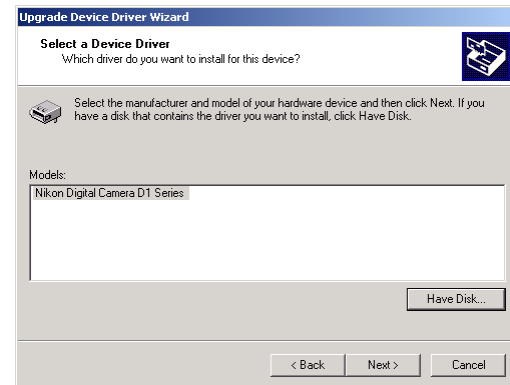 Upgrade Device Driver Wizard
Select a Device Driver
Which driver do you want to install for this device?
Select the manufacturer and model of your hardware device and then click Next. If you
have a disk that contains the driver you want to install, click Have Disk.
Models:
Nikon Digital Camera D1 Series
Have Disk...
< Back
Next >
Cancel